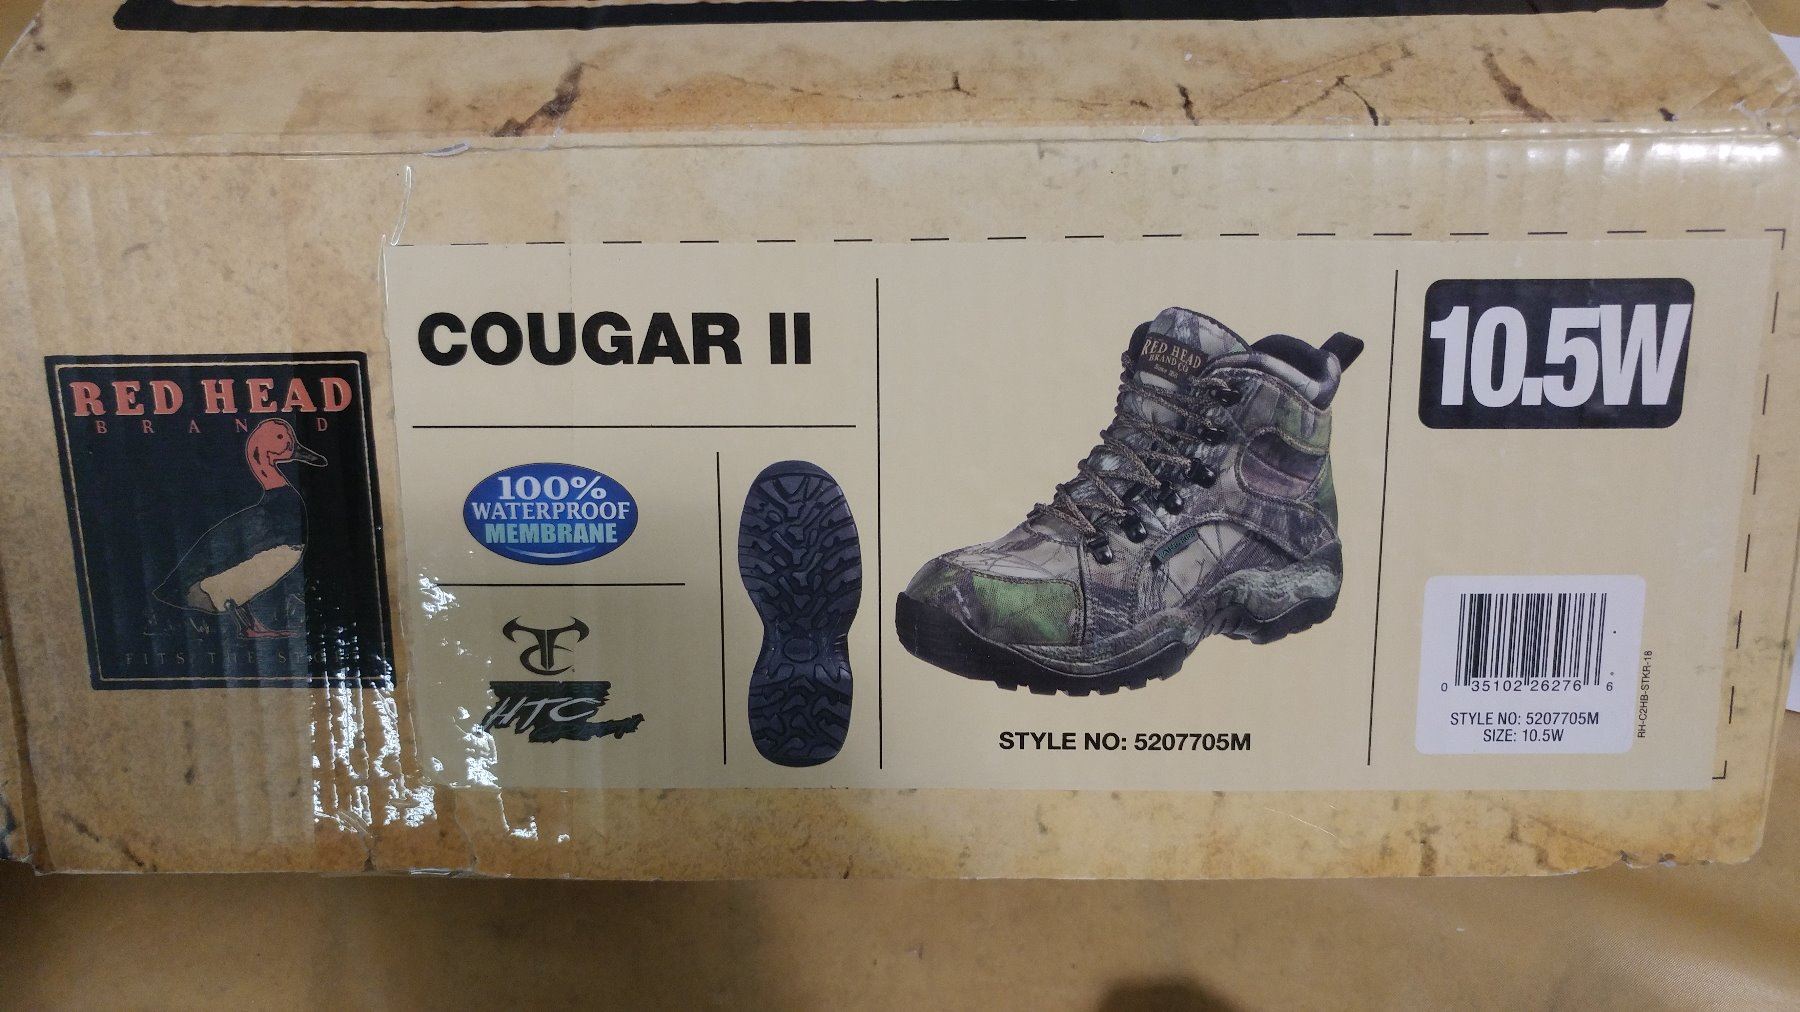 RED HEAD
BRAND
FITS THE
COUGAR II
100%
WATERPROOF
MEMBRANE
HTC
RED HEAD
BRAND CO
STYLE NO: 5207705M
10.5W
0 35102 26276 6
STYLE NO: 5207705M
SIZE: 10.5W
RH-C2HB-STKR-18